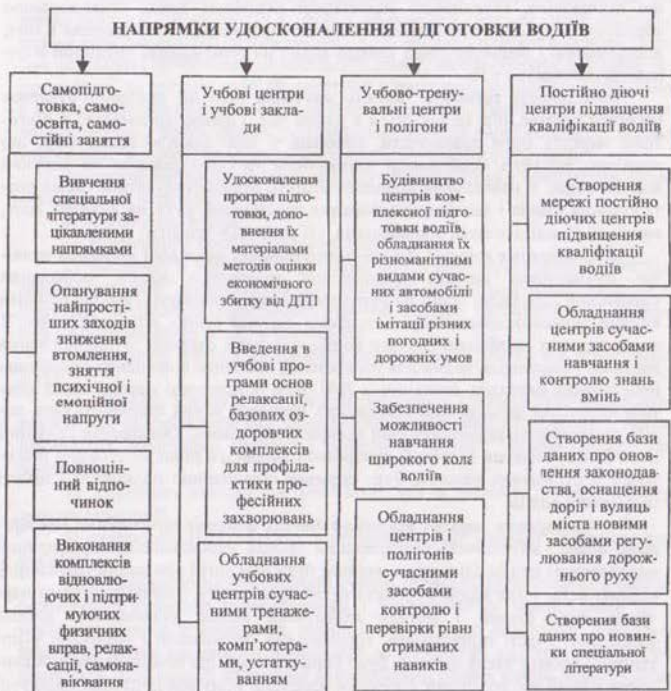 НАПРЯМКИ УДОСКОНАЛЕННЯ ПІДГОТОВКИ ВОДІЇВ
Самопідго-
товка, само-
освіта, само-
стійні заняття
Вивчення
спеціальної
літератури за-
цікавленими
напрямками
Опанування
найпрості-
ших заходів
зниження
втомлення,
зняття
психічної і
емоційної
напруги
Повноцін-
ний відпо-
чинок
Виконання
комплексів
відновлю-
ючих і підтри-
муючих
физичних
вправ, релак-
сації, самона-
віювання
Учбові центри
і учбові закла-
ди
Удосконалення
програм підго-
товки, допов-
нення їх
матеріалами
методів оцінки
економічного
збитку від ДТП
Введення в
учбові про-
грами основ
релаксації,
базових оз-
доровчих
комплексів
для профіла-
ктики про-
фесійних
захворювань
Обладнання
учбових
центрів сучас-
ними тренаже-
рами,
комп’ютера-
ми, устатку-
ванням
Учбово-трену-
вальні центри
і полігони
Будівництво
центрів ком-
плексної підго-
товки водіїв,
обладнання їх
різноманітними
видами сучас-
них автомобілів
і засобами
імітації різних
погодних і
дорожніх умов
Забезпечення
можливості
навчання
широкого кола
водіїв
Обладнання
центрів і
полігонів
сучасними
засобами
контролю і
перевірки рівня
отриманих
навиків
Постійно діючі
центри підвищення
кваліфікації водіїв
Створення
мережі постійно
діючих центрів
підвищення
кваліфікації
водіїв
Обладнання
центрів сучас-
ними засобами
навчання і
контролю знань
вмінь
Створення бази
даних про онов-
лення законодав-
ства, оснащення
доріг і вулиць
міста новими
засобами регу-
лювання дорож-
нього руху
Створення бази
даних про новин-
ки спеціальної
літератури